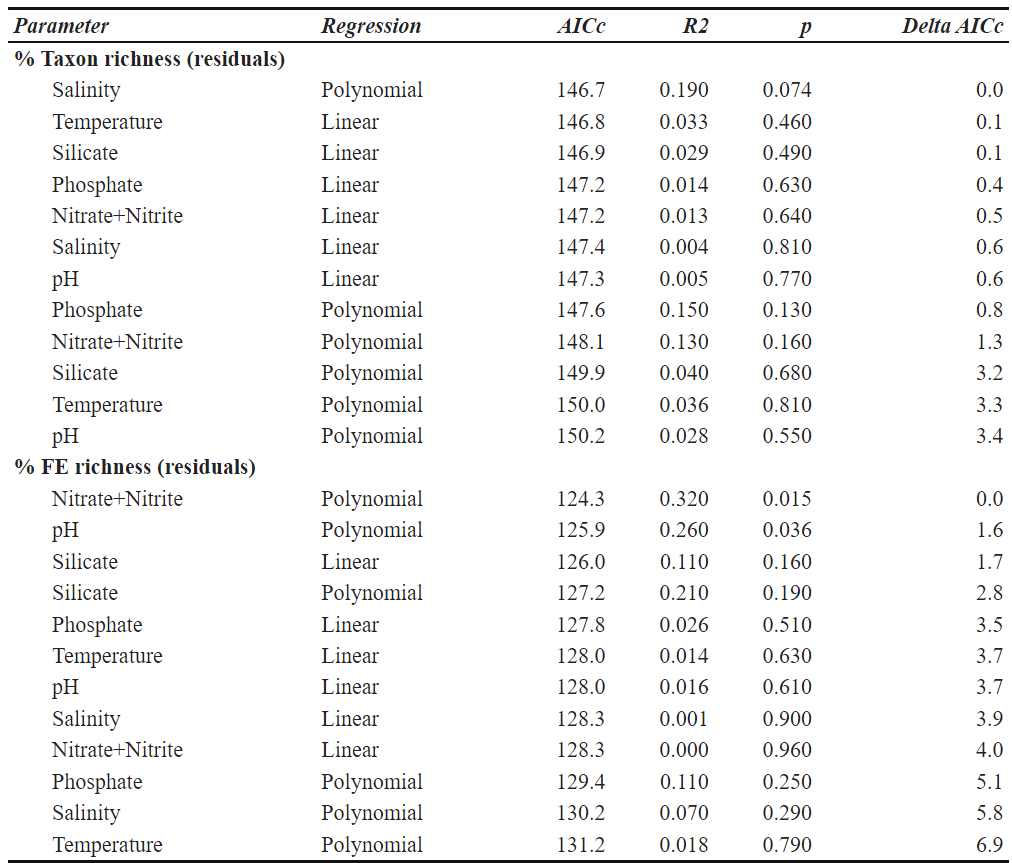 Parameter Regression AICc R2 p Delta AICc
% Taxon richness (residuals)
Salinity Polynomial 146.7 0.190 0.074 0.0
Temperature Linear 146.8 0.033 0.460 0.1
Silicate Linear 146.9 0.029 0.490 0.1
Phosphate Linear 147.2 0.014 0.630 0.4
Nitrate+Nitrite Linear 147.2 0.013 0.640 0.5
Salinity Linear 147.4 0.004 0.810 0.6
pH Linear 147.3 0.005 0.770 0.6
Phosphate Polynomial 147.6 0.150 0.130 0.8
Nitrate+Nitrite Polynomial 148.1 0.130 0.160 1.3
Silicate Polynomial 149.9 0.040 0.680 3.2
Temperature Polynomial 150.0 0.036 0.810 3.3
pH Polynomial 150.2 0.028 0.550 3.4
% FE richness (residuals)
Nitrate+Nitrite Polynomial 124.3 0.320 0.015 0.0
pH Polynomial 125.9 0.260 0.036 1.6
Silicate Linear 126.0 0.110 0.160 1.7
Silicate Polynomial 127.2 0.210 0.190 2.8
Phosphate Linear 127.8 0.026 0.510 3.5
Temperature Linear 128.0 0.014 0.630 3.7
pH Linear 128.0 0.016 0.610 3.7
Salinity Linear 128.3 0.001 0.900 3.9
Nitrate+Nitrite Linear 128.3 0.000 0.960 4.0
Phosphate Polynomial 129.4 0.110 0.250 5.1
Salinity Polynomial 130.2 0.070 0.290 5.8
Temperature Polynomial 131.2 0.018 0.790 6.9